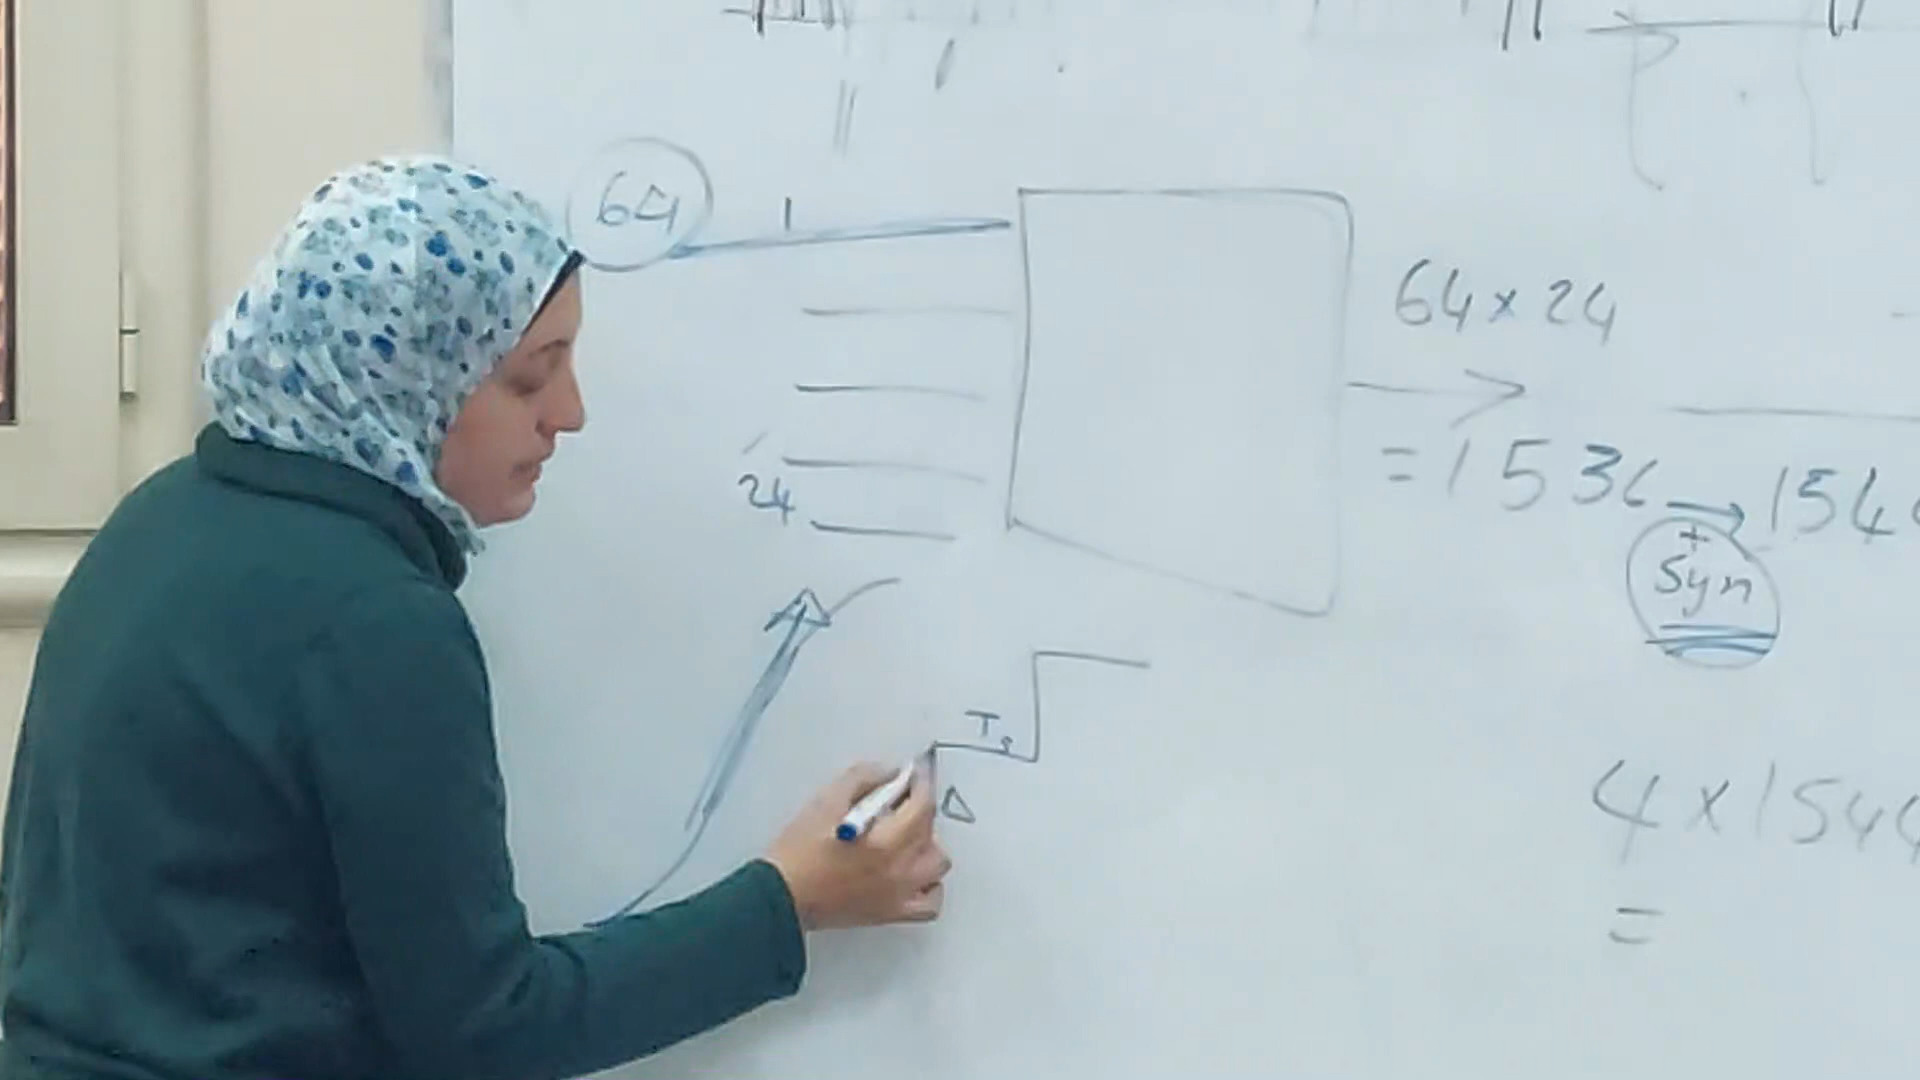 64 1
64 x 24
24
= 1536 → 154
+
Syn
Ts
Δ
4 x 154
=